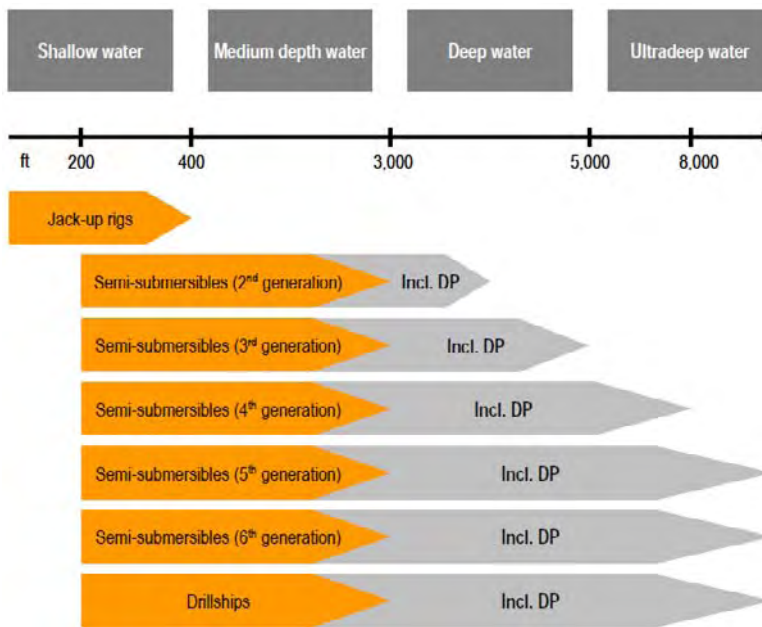 Shallow water
Medium depth water
Deep water
Ultradeep water
ft
200
400
3,000
5,000
8,000
Jack-up rigs
Semi-submersibles (2nd generation)
Incl. DP
Semi-submersibles (3rd generation)
Incl. DP
Semi-submersibles (4th generation)
Incl. DP
Semi-submersibles (5th generation)
Incl. DP
Semi-submersibles (6th generation)
Incl. DP
Drillships
Incl. DP